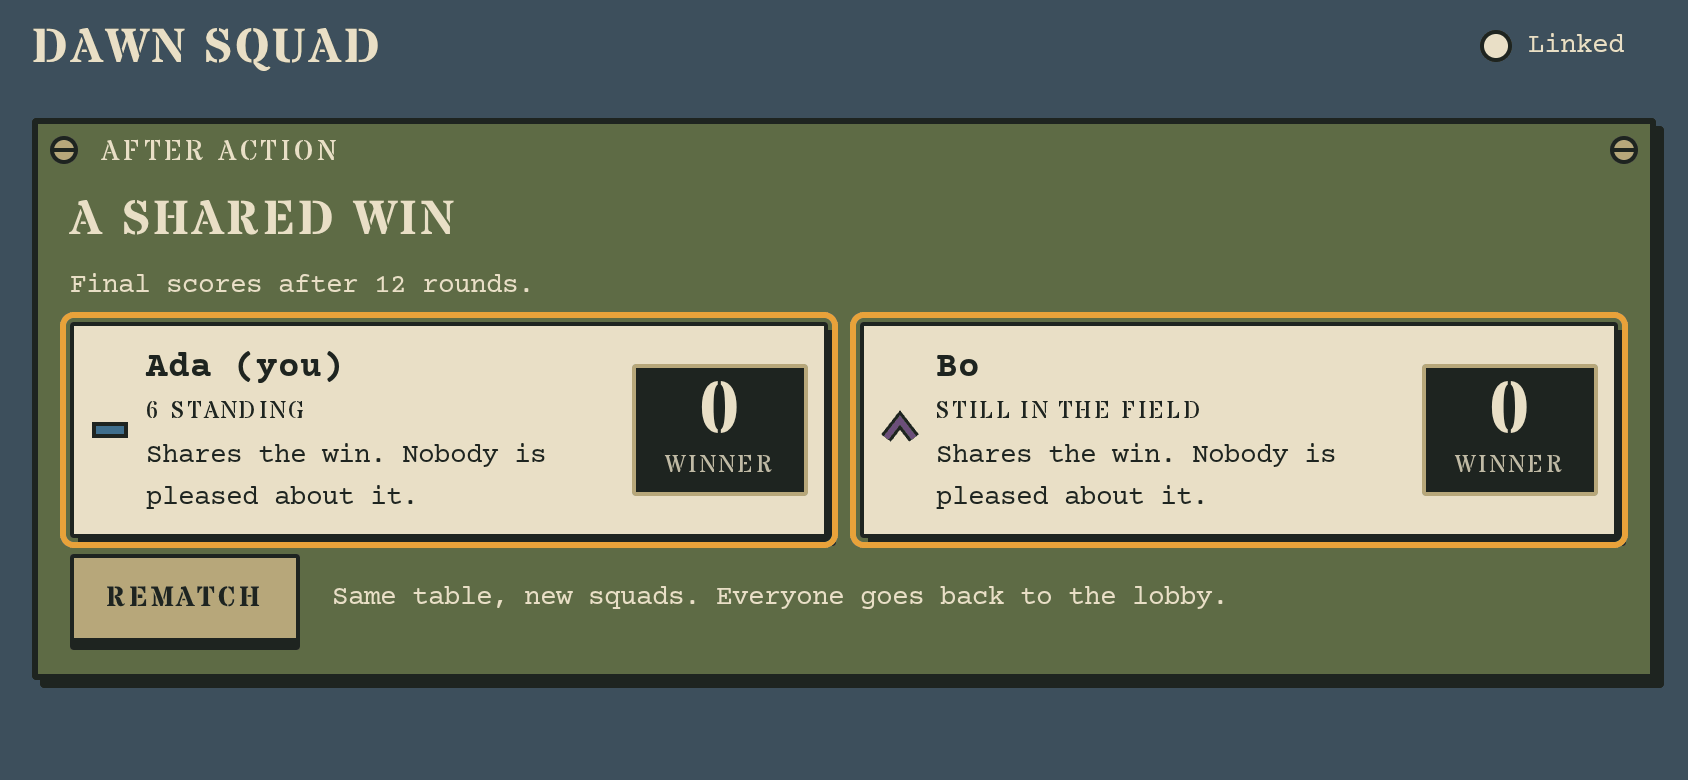 DAWN SQUAD
Linked
AFTER ACTION
A SHARED WIN
Final scores after 12 rounds.
Ada (you)
6 STANDING
Shares the win. Nobody is
pleased about it.
0
WINNER
Bo
STILL IN THE FIELD
Shares the win. Nobody is
pleased about it.
0
WINNER
REMATCH
Same table, new squads. Everyone goes back to the lobby.